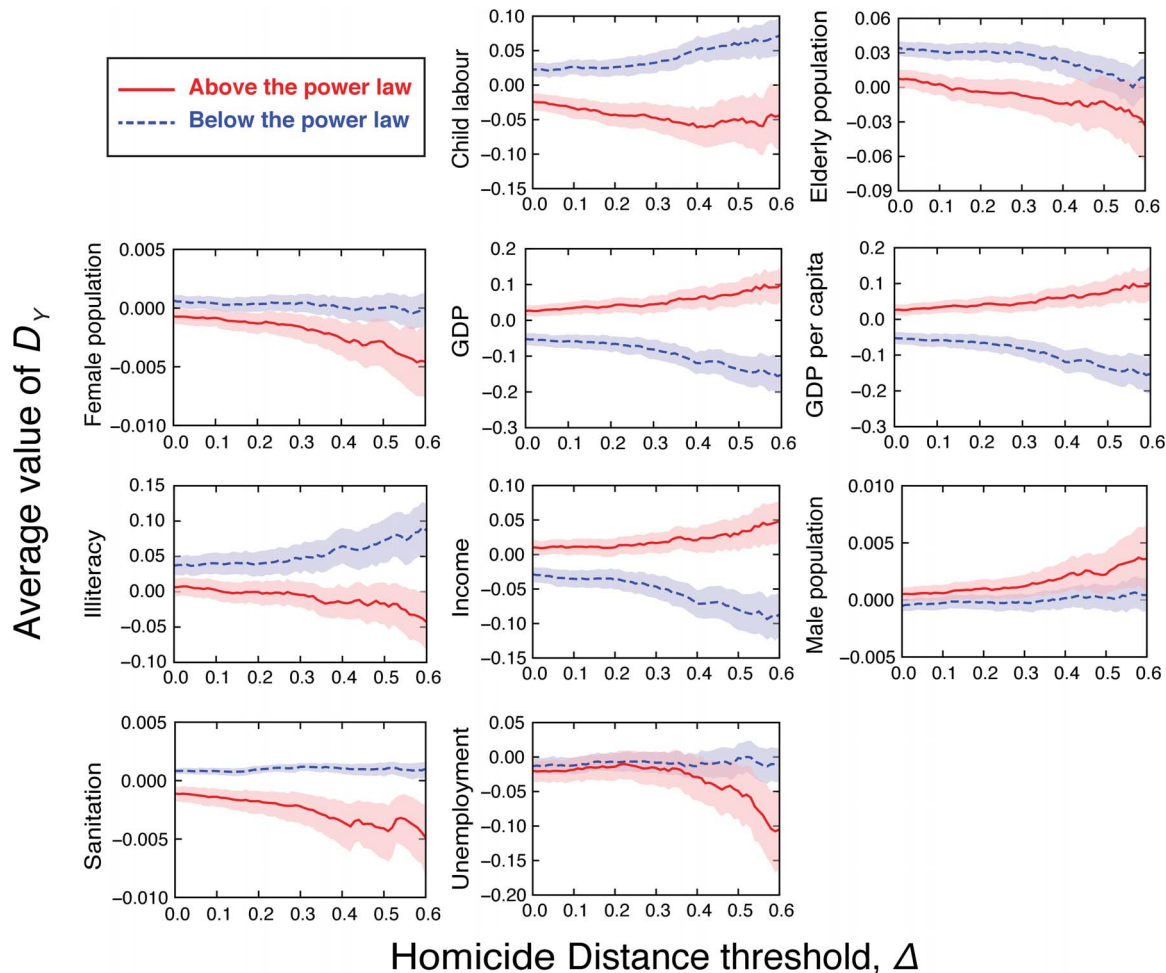 Above the power law
Below the power law
Average value of D_Y
Child labour
0.10
0.05
0.00
−0.05
−0.10
−0.15
0.0 0.1 0.2 0.3 0.4 0.5 0.6
Elderly population
0.06
0.03
0.00
−0.03
−0.06
−0.09
0.0 0.1 0.2 0.3 0.4 0.5 0.6
Female population
0.005
0.000
−0.005
−0.010
0.0 0.1 0.2 0.3 0.4 0.5 0.6
GDP
0.2
0.1
0.0
−0.1
−0.2
−0.3
0.0 0.1 0.2 0.3 0.4 0.5 0.6
GDP per capita
0.2
0.1
0.0
−0.1
−0.2
−0.3
0.0 0.1 0.2 0.3 0.4 0.5 0.6
Illiteracy
0.15
0.10
0.05
0.00
−0.05
−0.10
0.0 0.1 0.2 0.3 0.4 0.5 0.6
Income
0.10
0.05
0.00
−0.05
−0.10
−0.15
0.0 0.1 0.2 0.3 0.4 0.5 0.6
Male population
0.010
0.005
0.000
−0.005
0.0 0.1 0.2 0.3 0.4 0.5 0.6
Sanitation
0.005
0.000
−0.005
−0.010
0.0 0.1 0.2 0.3 0.4 0.5 0.6
Unemployment
0.05
0.00
−0.05
−0.10
−0.15
−0.20
0.0 0.1 0.2 0.3 0.4 0.5 0.6
Homicide Distance threshold, Δ